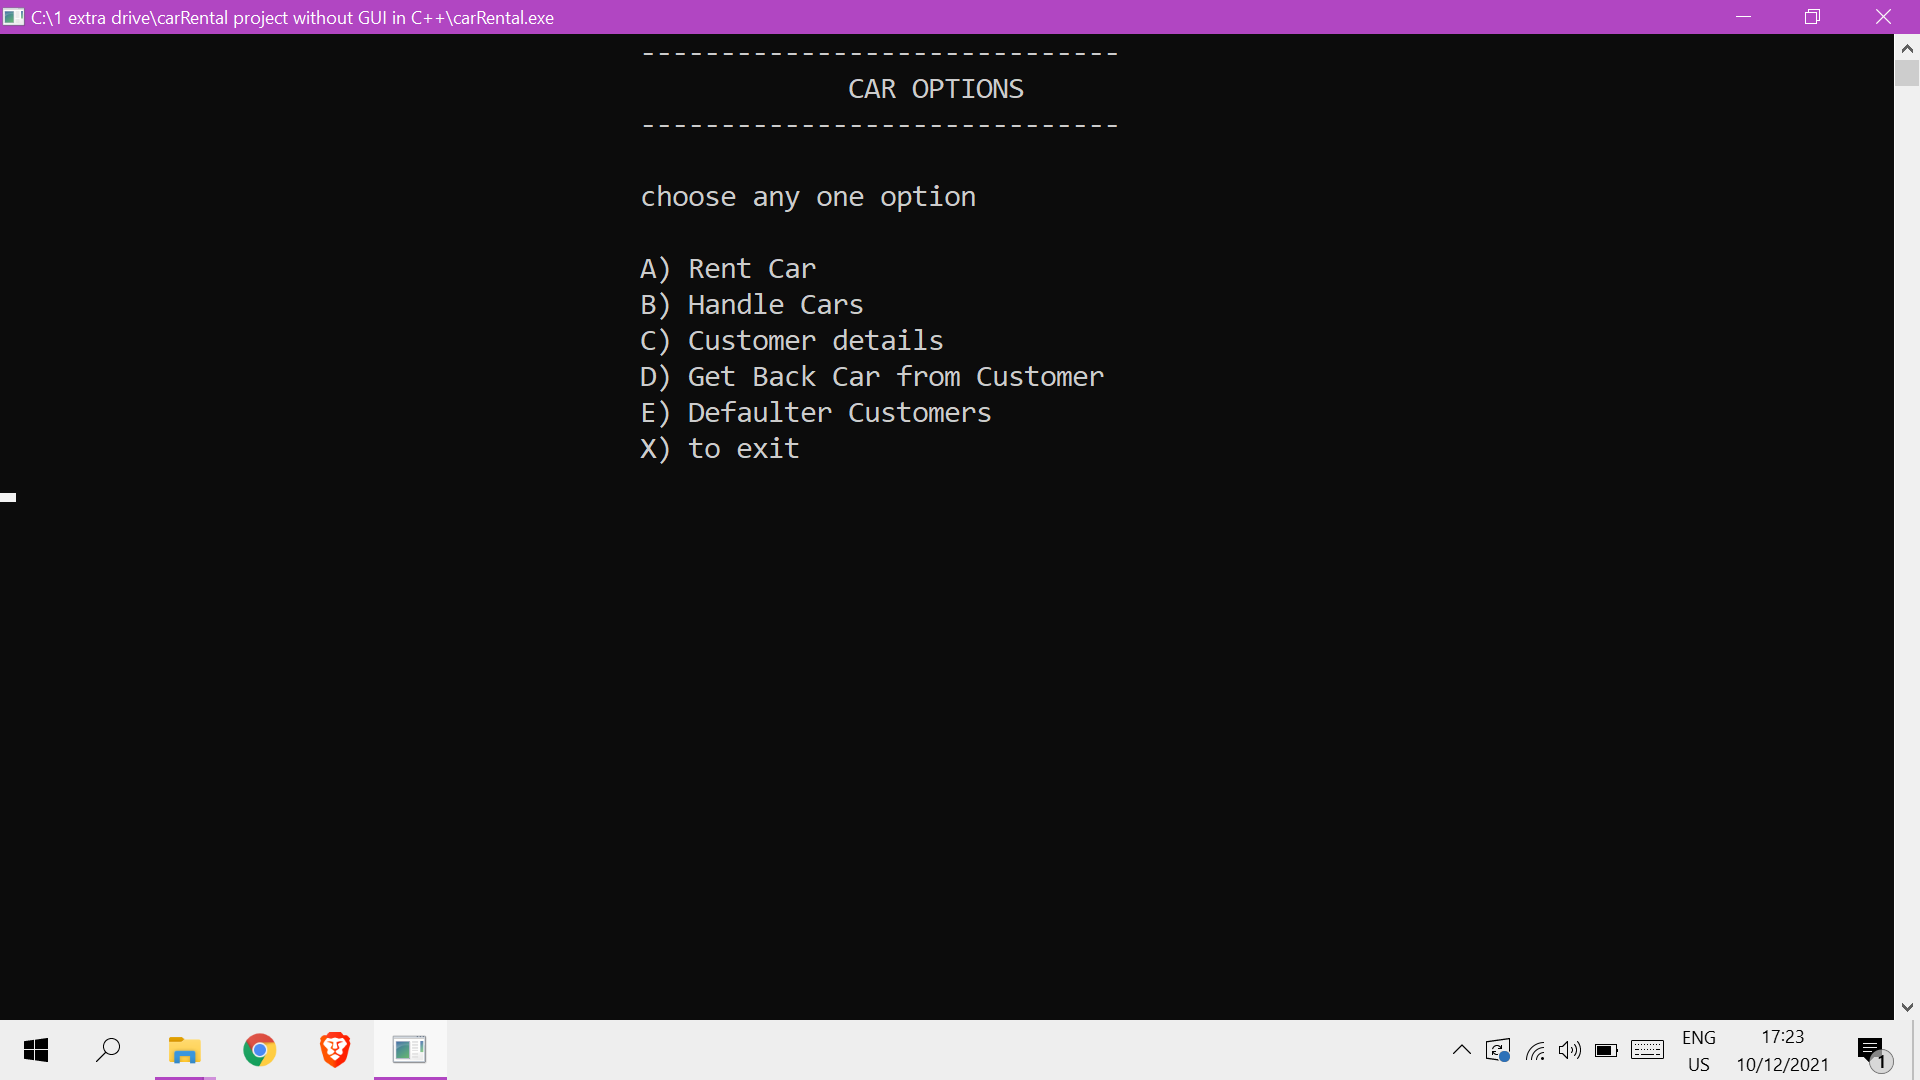 C:\1 extra drive\carRental project without GUI in C++\carRental.exe
------------------------------
CAR OPTIONS
------------------------------
choose any one option
A) Rent Car
B) Handle Cars
C) Customer details
D) Get Back Car from Customer
E) Defaulter Customers
X) to exit
ENG
US
17:23
10/12/2021
1